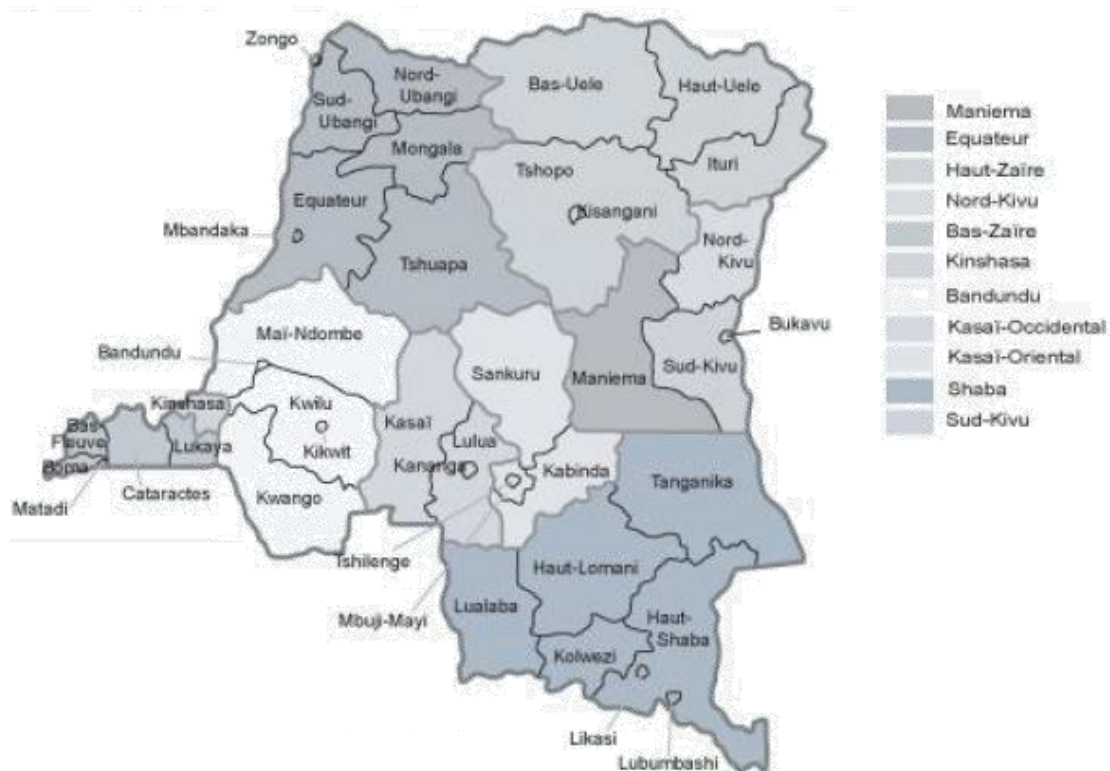 Zongo
Nord-
Ubangi
Sud-
Ubangi
Bas-Uele
Haut-Uele
Mongala
Ituri
Tshopo
Equateur
Kisangani
Mbandaka
Nord-
Kivu
Tshuapa
Bukavu
Maï-Ndombe
Bandundu
Sankuru
Sud-Kivu
Maniema
Kinshasa
Kwilu
Kasaï
Bas-
Fleuve
Lukaya
Kikwit
Lulua
Kananga
Kabinda
Boma
Cataractes
Kwango
Tanganika
Matadi
Tshilenge
Haut-Lomani
Lualaba
Mbuji-Mayi
Haut-
Shaba
Kolwezi
Likasi
Lubumbashi
Maniema
Equateur
Haut-Zaïre
Nord-Kivu
Bas-Zaïre
Kinshasa
Bandundu
Kasaï-Occidental
Kasaï-Oriental
Shaba
Sud-Kivu